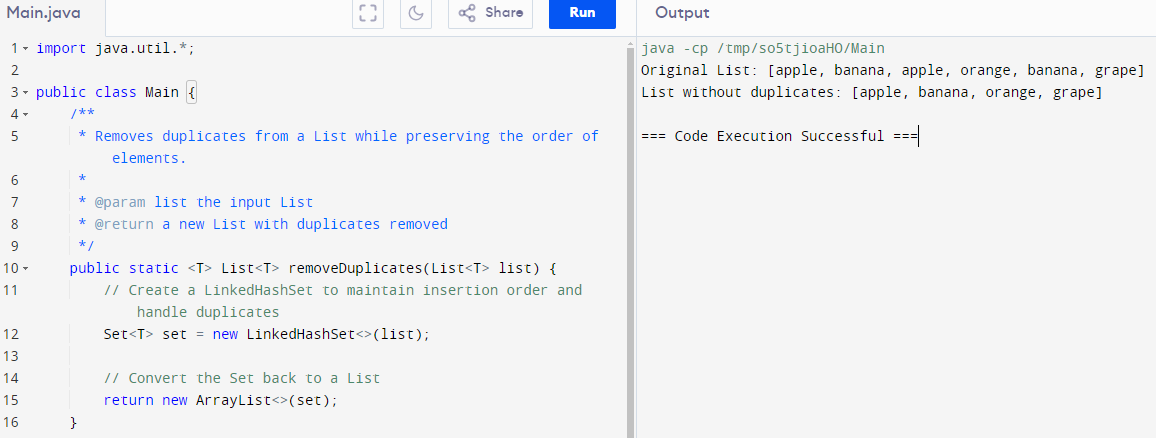 Main.java
Share
Run
Output
1 import java.util.*;
2
3 public class Main {
4 /**
5 * Removes duplicates from a List while preserving the order of
elements.
6 *
7 * @param list the input List
8 * @return a new List with duplicates removed
9 */
10 public static <T> List<T> removeDuplicates(List<T> list) {
11 // Create a LinkedHashSet to maintain insertion order and
handle duplicates
12 Set<T> set = new LinkedHashSet<>(list);
13
14 // Convert the Set back to a List
15 return new ArrayList<>(set);
16 }
java -cp /tmp/so5tjioaHO/Main
Original List: [apple, banana, apple, orange, banana, grape]
List without duplicates: [apple, banana, orange, grape]
=== Code Execution Successful ===